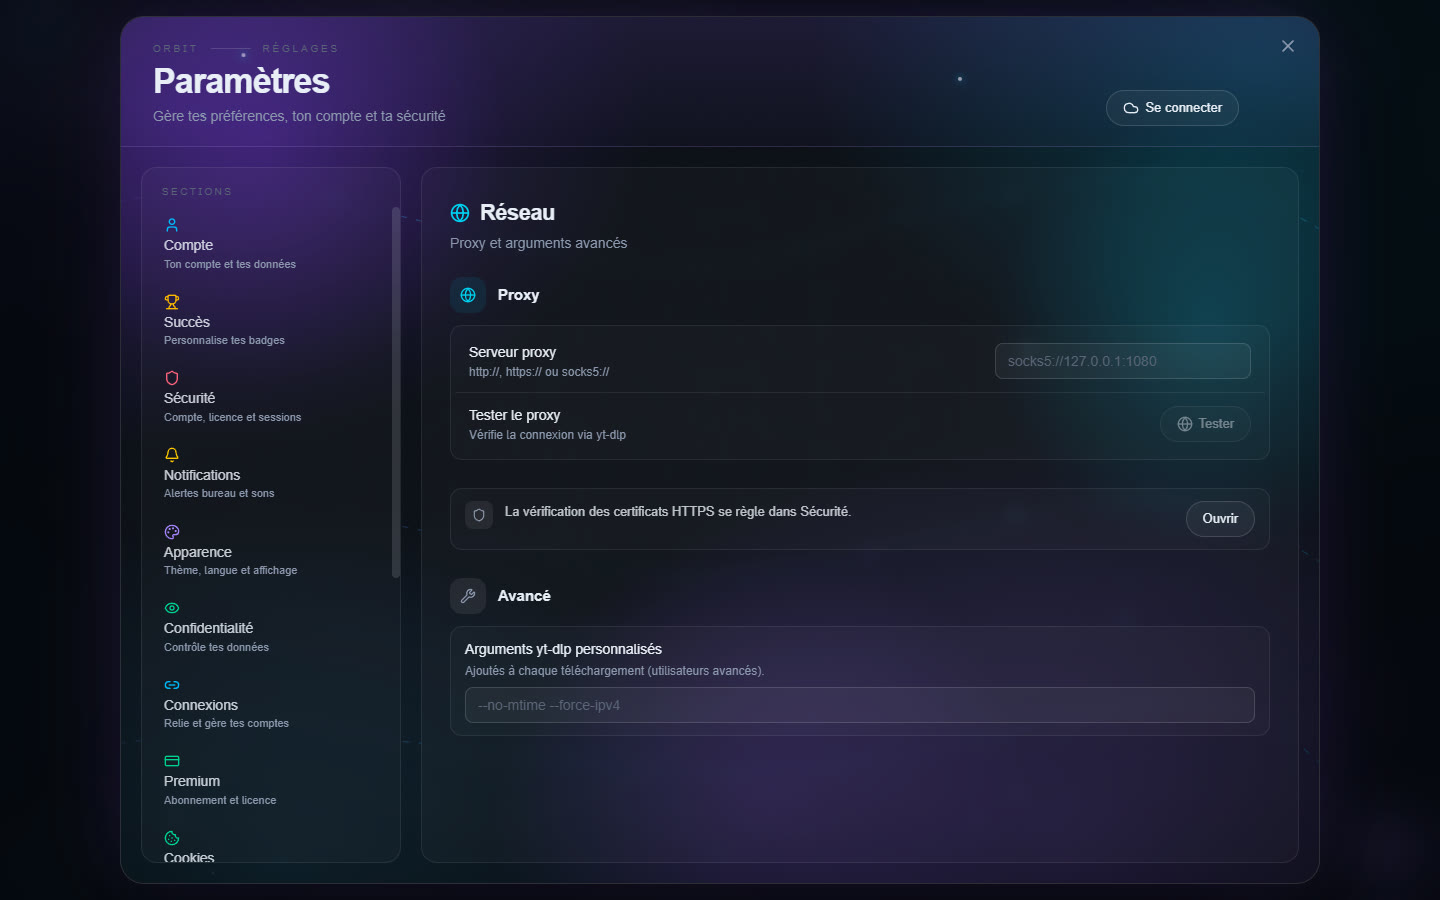 ORBIT RÉGLAGES
Paramètres
Gère tes préférences, ton compte et ta sécurité
Se connecter
SECTIONS
Compte
Ton compte et tes données
Succès
Personnalise tes badges
Sécurité
Compte, licence et sessions
Notifications
Alertes bureau et sons
Apparence
Thème, langue et affichage
Confidentialité
Contrôle tes données
Connexions
Relie et gère tes comptes
Premium
Abonnement et licence
Cookies
Réseau
Proxy et arguments avancés
Proxy
Serveur proxy
http://, https:// ou socks5://
socks5://127.0.0.1:1080
Tester le proxy
Vérifie la connexion via yt-dlp
Tester
La vérification des certificats HTTPS se règle dans Sécurité.
Ouvrir
Avancé
Arguments yt-dlp personnalisés
Ajoutés à chaque téléchargement (utilisateurs avancés).
--no-mtime --force-ipv4